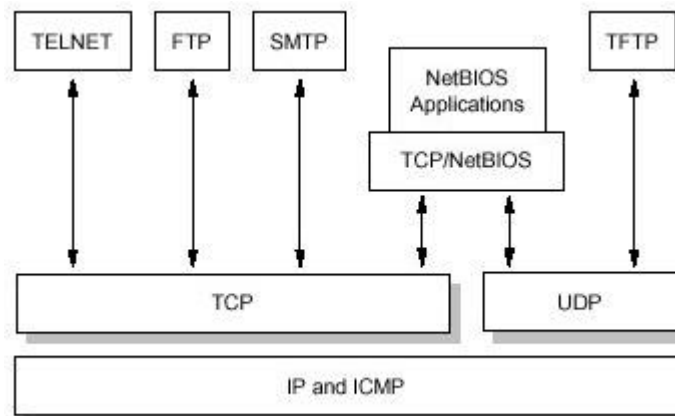 TELNET
FTP
SMTP
TFTP
NetBIOS
Applications
TCP/NetBIOS
TCP
UDP
IP and ICMP